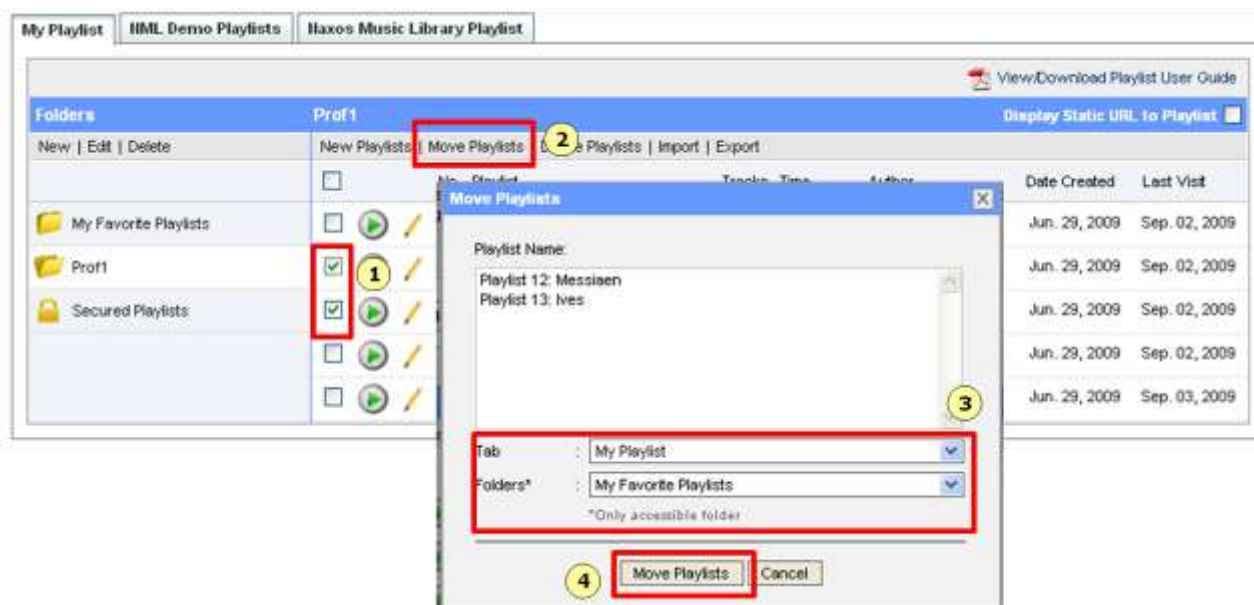 My Playlist NML Demo Playlists Naxos Music Library Playlist
View/Download Playlist User Guide
Folders Prof1 Display Static URL to Playlist
New | Edit | Delete New Playlists | Move Playlists 2 Playlists | Import | Export
No. Playlist Tracks Time Author Date Created Last Visit
Move Playlists
My Favorite Playlists Jun. 29, 2009 Sep. 02, 2009
Playlist Name:
Prof1 1 Jun. 29, 2009 Sep. 02, 2009
Playlist 12: Messiaen
Playlist 13: Ives
Secured Playlists Jun. 29, 2009 Sep. 02, 2009
Jun. 29, 2009 Sep. 02, 2009
3
Jun. 29, 2009 Sep. 03, 2009
Tab : My Playlist
Folders* : My Favorite Playlists
*Only accessible folder
4 Move Playlists Cancel